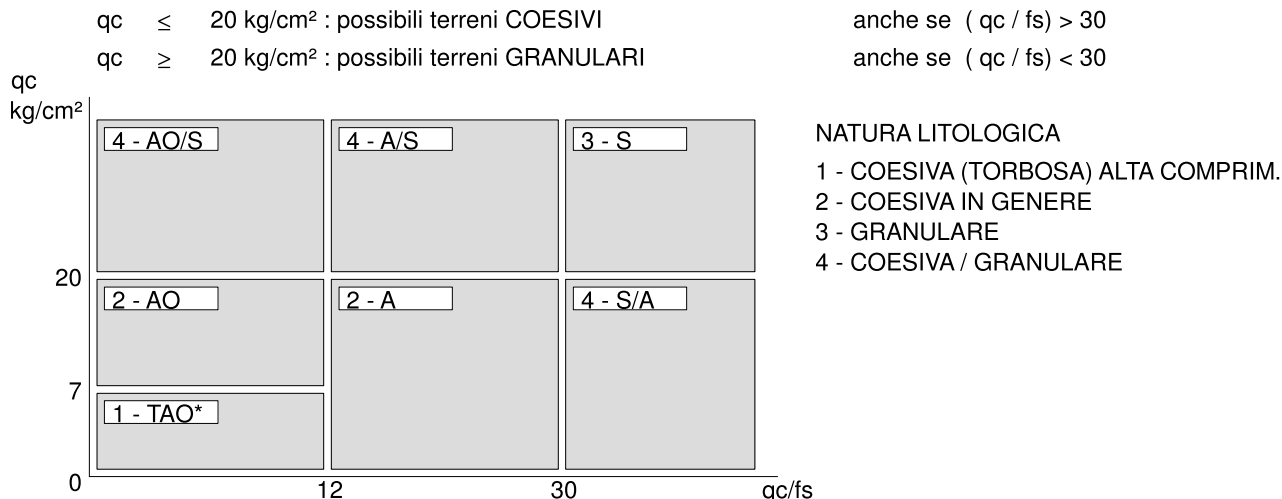 qc ≤ 20 kg/cm² : possibili terreni COESIVI anche se ( qc / fs) > 30
qc ≥ 20 kg/cm² : possibili terreni GRANULARI anche se ( qc / fs) < 30
qc
kg/cm²
4 - AO/S 4 - A/S 3 - S
NATURA LITOLOGICA
1 - COESIVA (TORBOSA) ALTA COMPRIM.
2 - COESIVA IN GENERE
3 - GRANULARE
4 - COESIVA / GRANULARE
20
2 - AO 2 - A 4 - S/A
7
1 - TAO*
0
12 30 qc/fs